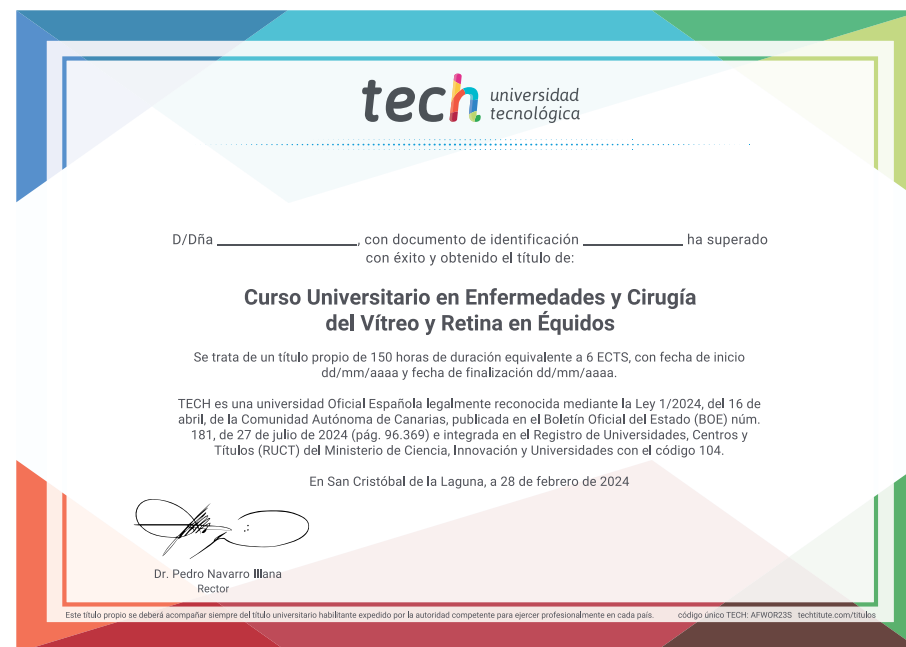 tech universidad
tecnológica
D/Dña ____________________, con documento de identificación ______________ ha superado
con éxito y obtenido el título de:
Curso Universitario en Enfermedades y Cirugía
del Vítreo y Retina en Équidos
Se trata de un título propio de 150 horas de duración equivalente a 6 ECTS, con fecha de inicio
dd/mm/aaaa y fecha de finalización dd/mm/aaaa.
TECH es una universidad Oficial Española legalmente reconocida mediante la Ley 1/2024, del 16 de
abril, de la Comunidad Autónoma de Canarias, publicada en el Boletín Oficial del Estado (BOE) núm.
181, de 27 de julio de 2024 (pág. 96.369) e integrada en el Registro de Universidades, Centros y
Títulos (RUCT) del Ministerio de Ciencia, Innovación y Universidades con el código 104.
En San Cristóbal de la Laguna, a 28 de febrero de 2024
Dr. Pedro Navarro Illana
Rector
Este título propio se deberá acompañar siempre del título universitario habilitante expedido por la autoridad competente para ejercer profesionalmente en cada país. código único TECH: AFWOR23S techtitute.com/titulos